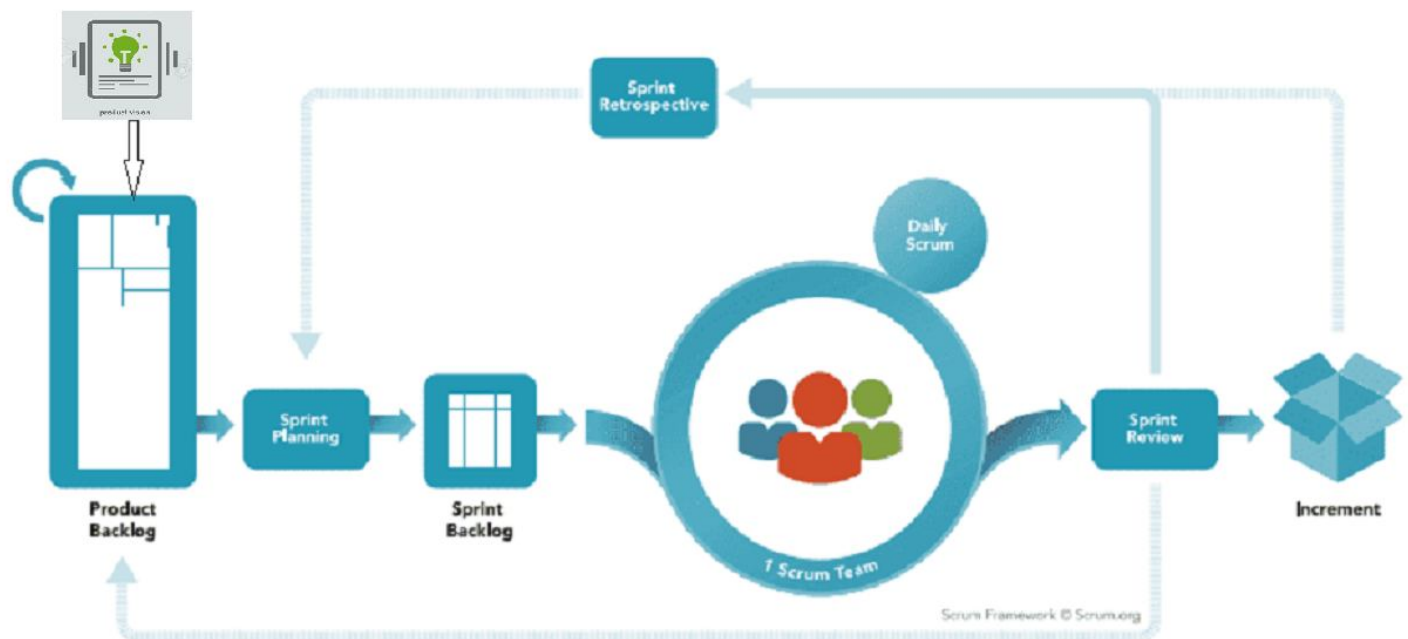 product vision
Sprint
Retrospective
Daily
Scrum
Sprint
Planning
Sprint
Review
Product
Backlog
Sprint
Backlog
Increment
1 Scrum Team
Scrum Framework © Scrum.org